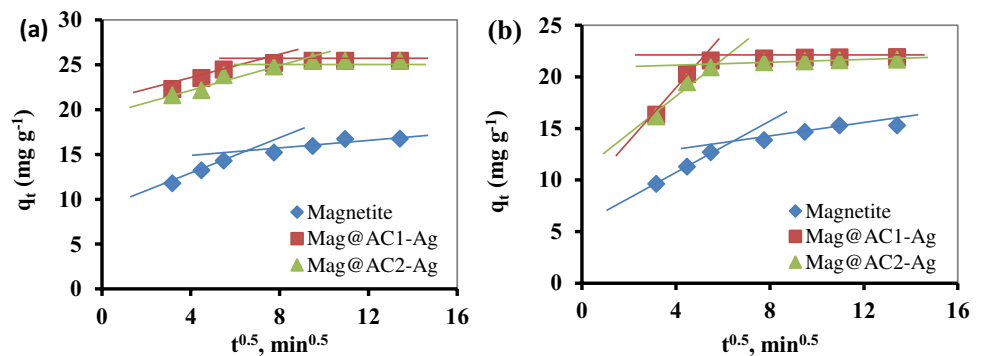 (a)
30
25
20
15
10
5
0
q_t (mg g⁻¹)
Magnetite
Mag@AC1-Ag
Mag@AC2-Ag
0 4 8 12 16
t^0.5, min^0.5
(b)
25
20
15
10
5
0
q_t (mg g⁻¹)
Magnetite
Mag@AC1-Ag
Mag@AC2-Ag
0 4 8 12 16
t^0.5, min^0.5